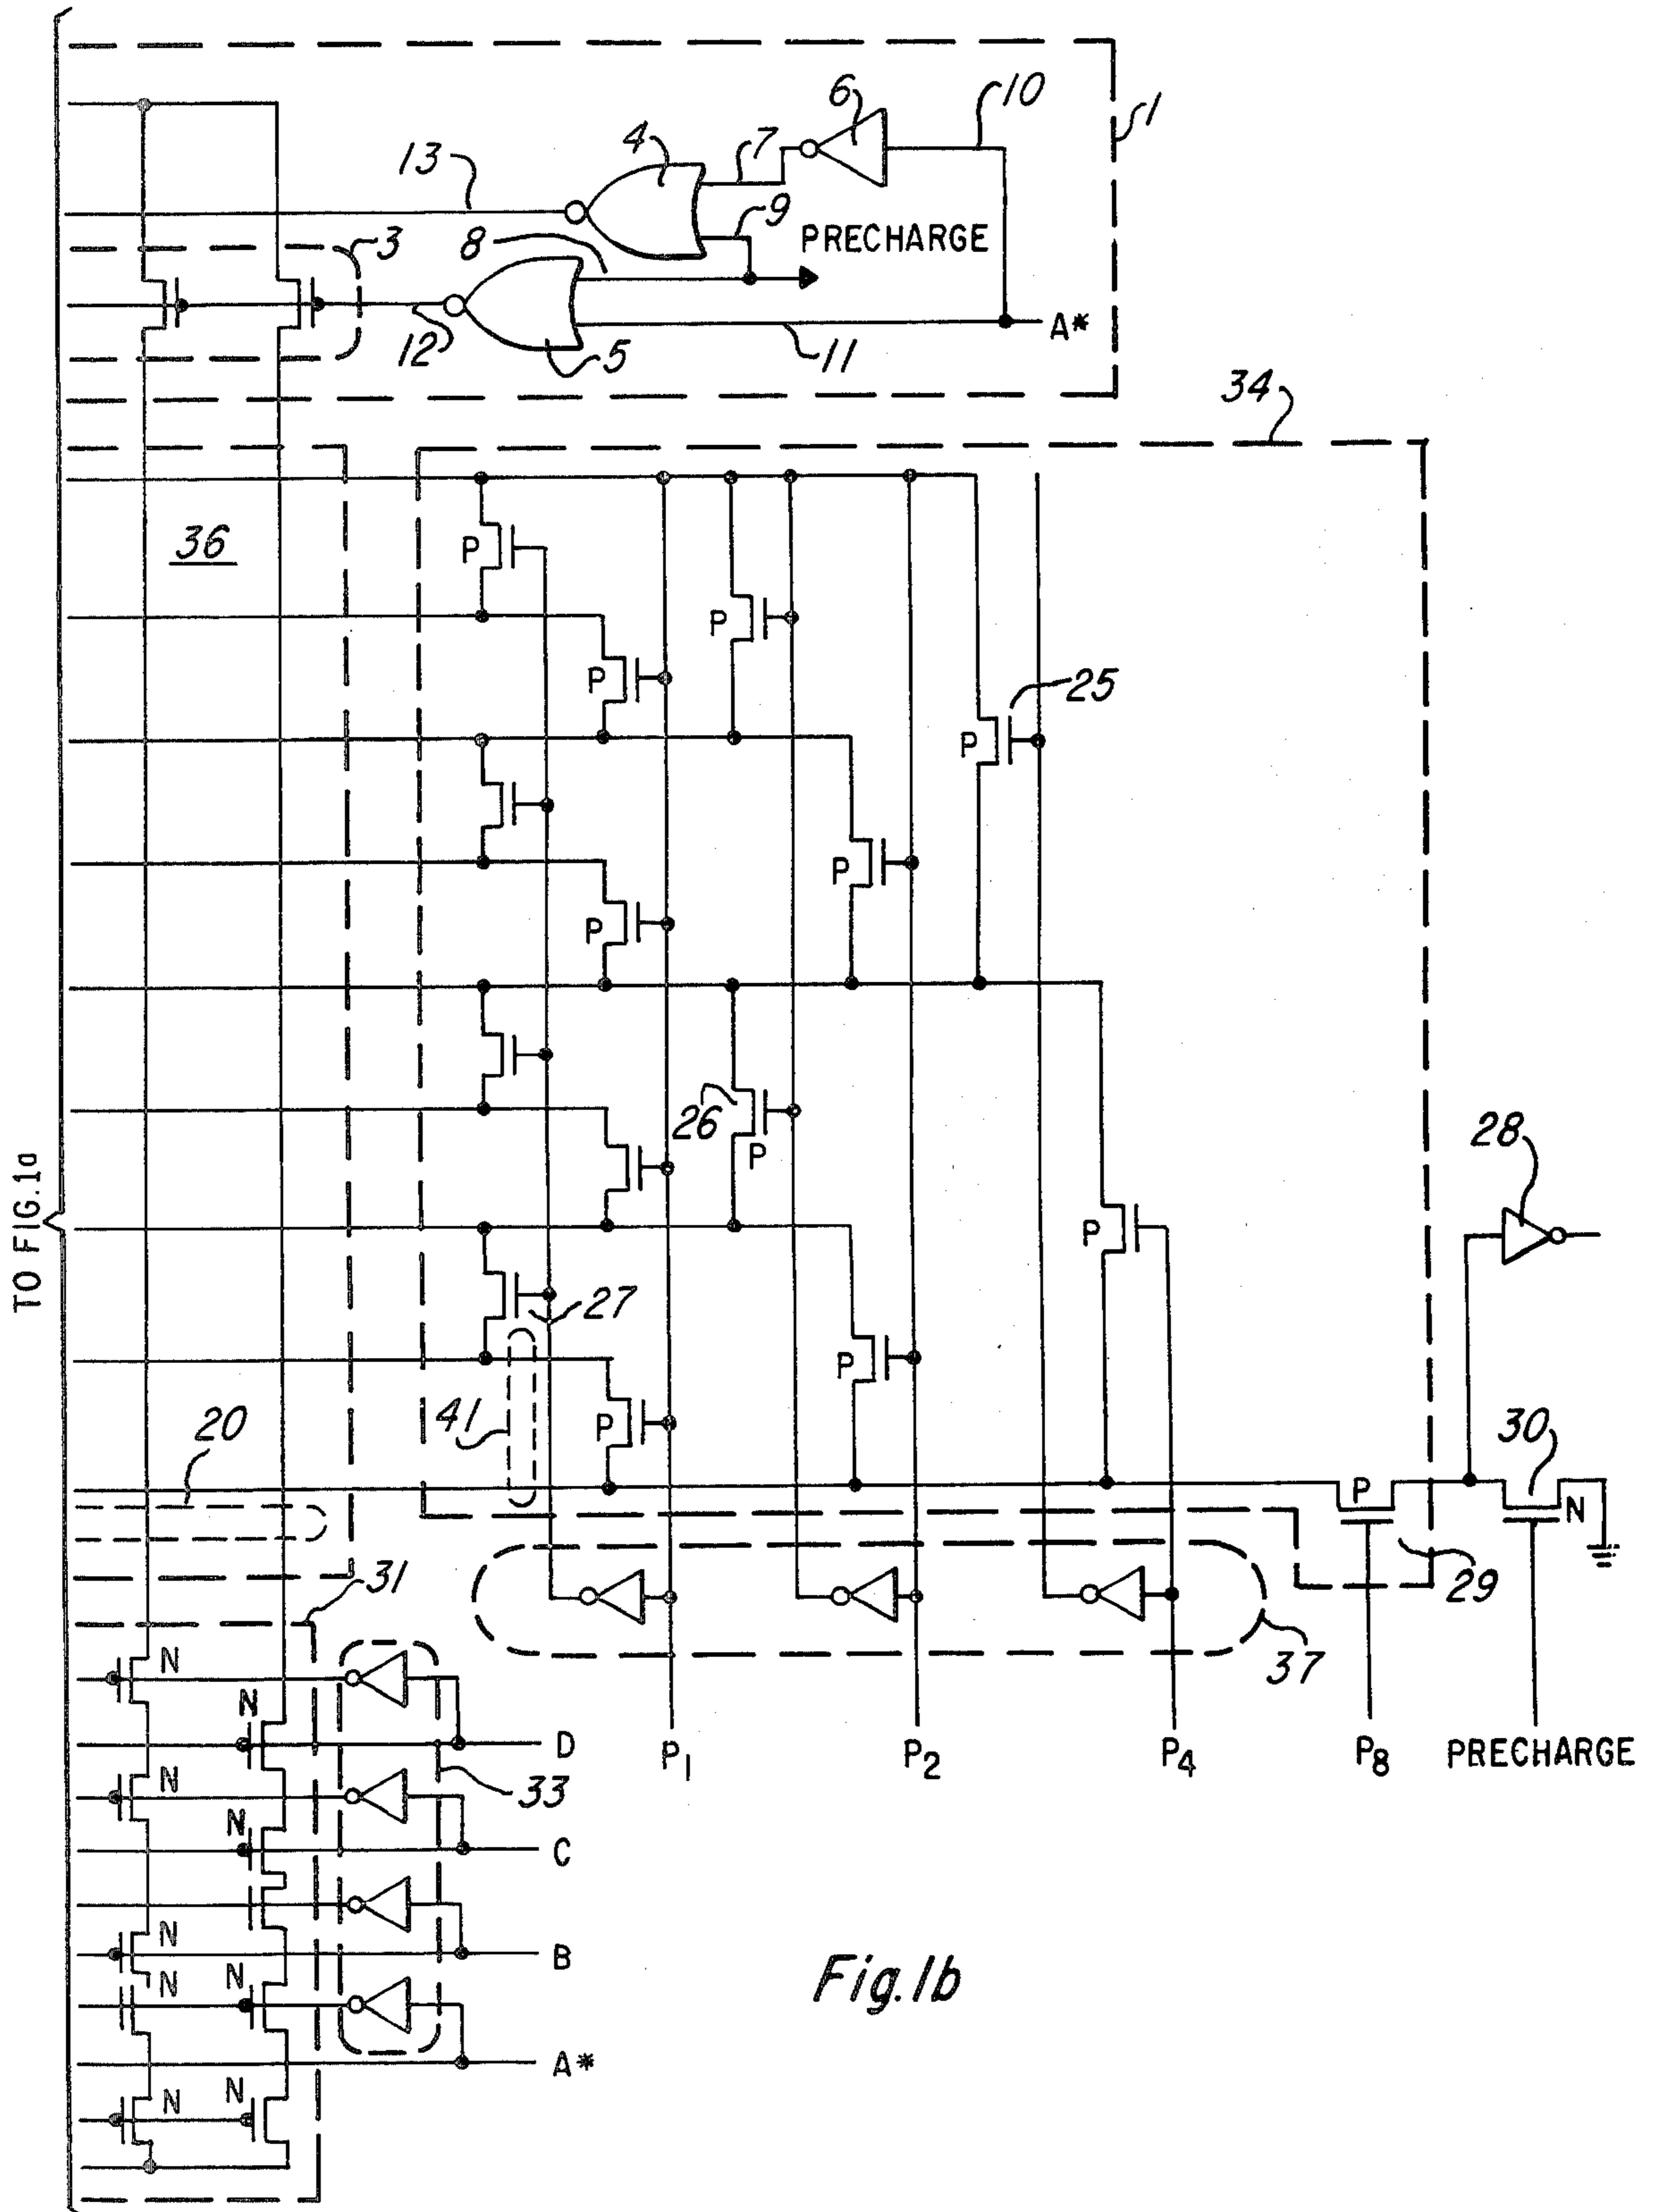 6 10 1
4 7
13
9
PRECHARGE
3 8
A*
12 5 11
34
36
P
P
P
25
P
P
P
26
P
28
P
27
P
41
P
20
30
P
N
31
29
37
N
N
D
P1 P2 P4 P8 PRECHARGE
N
33
N
C
N
B
N N
A*
N N
TO FIG.1a
Fig.1b